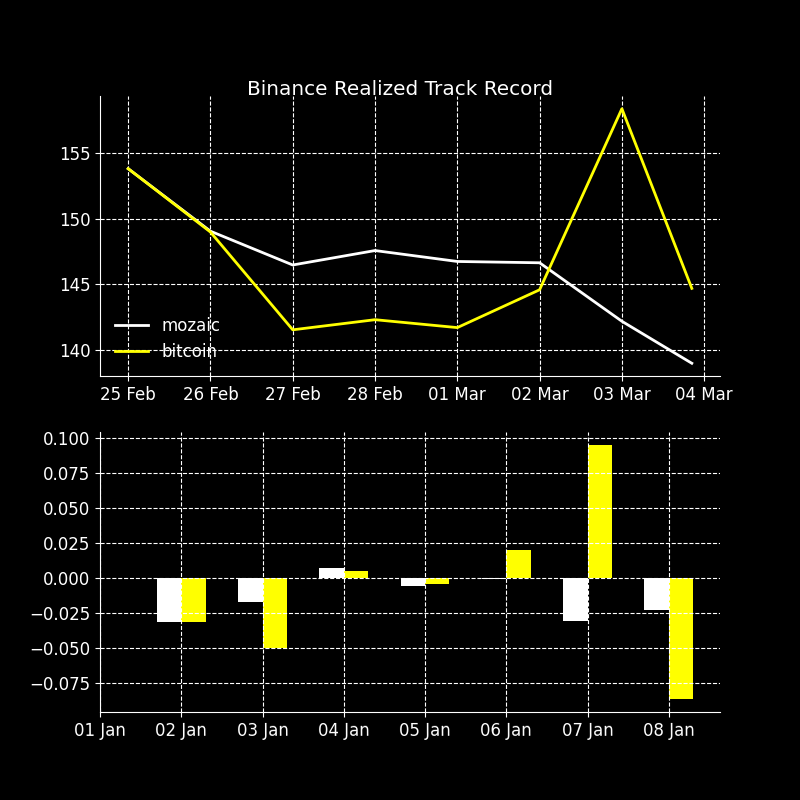 Binance Realized Track Record
155
150
145
140
mozaic
bitcoin
25 Feb 26 Feb 27 Feb 28 Feb 01 Mar 02 Mar 03 Mar 04 Mar
0.100
0.075
0.050
0.025
0.000
−0.025
−0.050
−0.075
01 Jan 02 Jan 03 Jan 04 Jan 05 Jan 06 Jan 07 Jan 08 Jan